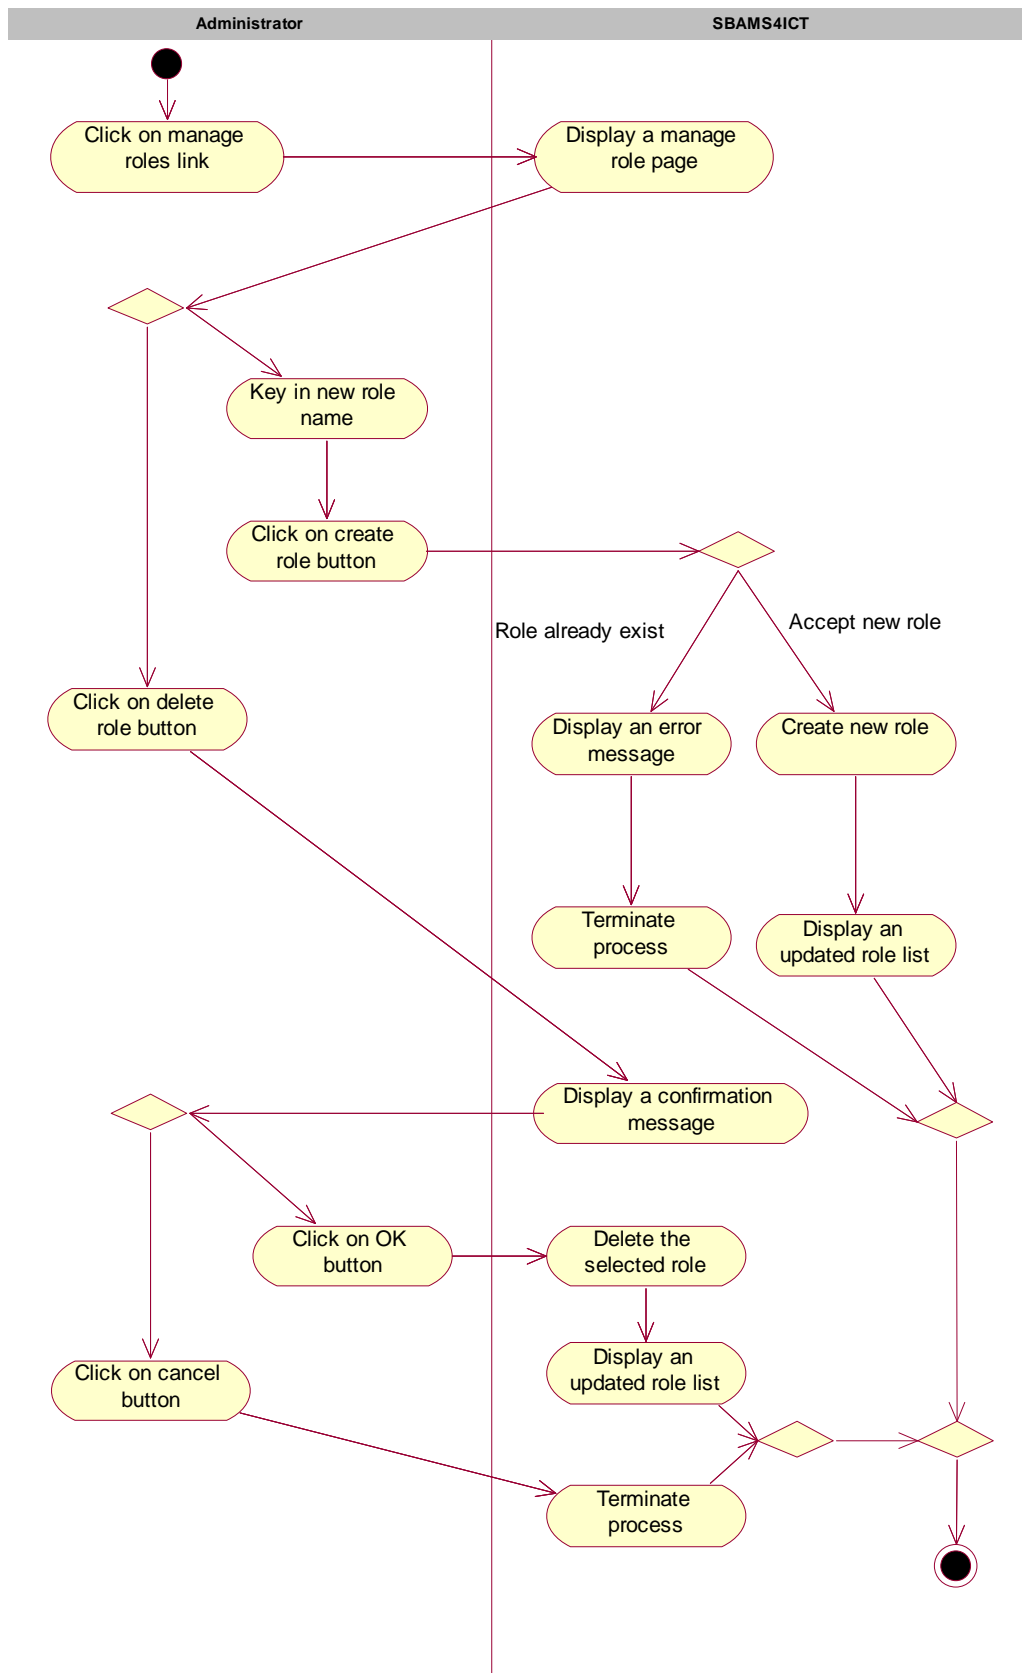 Administrator
SBAMS4ICT
Click on manage
roles link
Display a manage
role page
Key in new role
name
Click on create
role button
Role already exist
Accept new role
Click on delete
role button
Display an error
message
Create new role
Terminate
process
Display an
updated role list
Display a confirmation
message
Click on OK
button
Delete the
selected role
Click on cancel
button
Display an
updated role list
Terminate
process